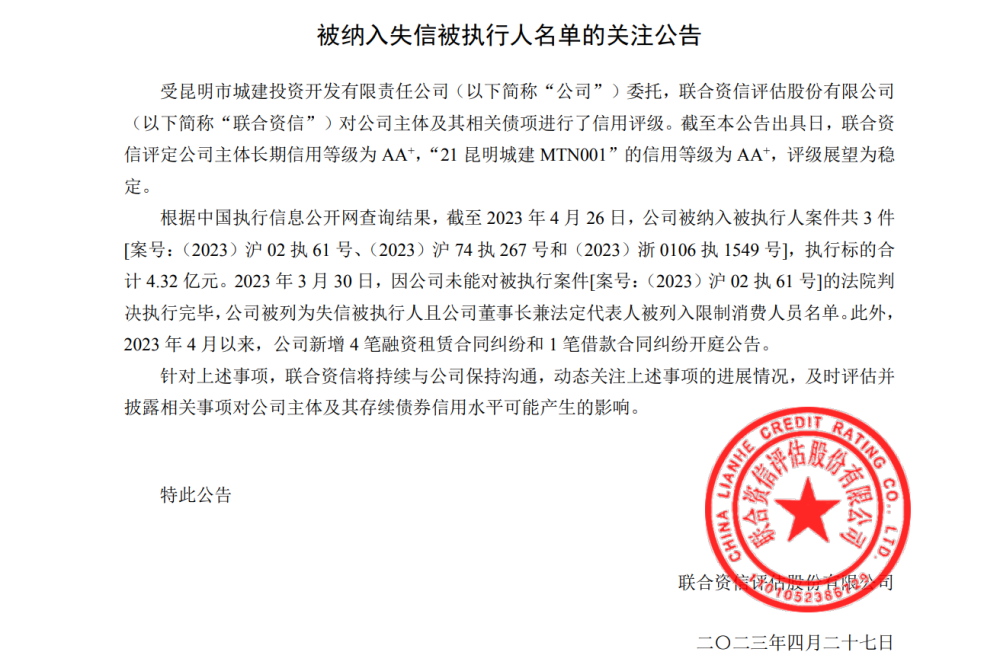 被纳入失信被执行人名单的关注公告
受昆明市城建投资开发有限责任公司（以下简称“公司”）委托，联合资信评估股份有限公司
（以下简称“联合资信”）对公司主体及其相关债项进行了信用评级。截至本公告出具日，联合资
信评定公司主体长期信用等级为 AA⁺，“21 昆明城建 MTN001”的信用等级为 AA⁺，评级展望为稳
定。
根据中国执行信息公开网查询结果，截至 2023 年 4 月 26 日，公司被纳入被执行人案件共 3 件
[案号：（2023）沪 02 执 61 号、（2023）沪 74 执 267 号和（2023）浙 0106 执 1549 号]，执行标的合
计 4.32 亿元。2023 年 3 月 30 日，因公司未能对被执行案件[案号：（2023）沪 02 执 61 号]的法院判
决执行完毕，公司被列为失信被执行人且公司董事长兼法定代表人被列入限制消费人员名单。此外，
2023 年 4 月以来，公司新增 4 笔融资租赁合同纠纷和 1 笔借款合同纠纷开庭公告。
针对上述事项，联合资信将持续与公司保持沟通，动态关注上述事项的进展情况，及时评估并
披露相关事项对公司主体及其存续债券信用水平可能产生的影响。
特此公告
CHINA LIANHE CREDIT RATING CO., LTD.
联合资信评估股份有限公司
联合资信评估股份有限公司
二〇二三年四月二十七日